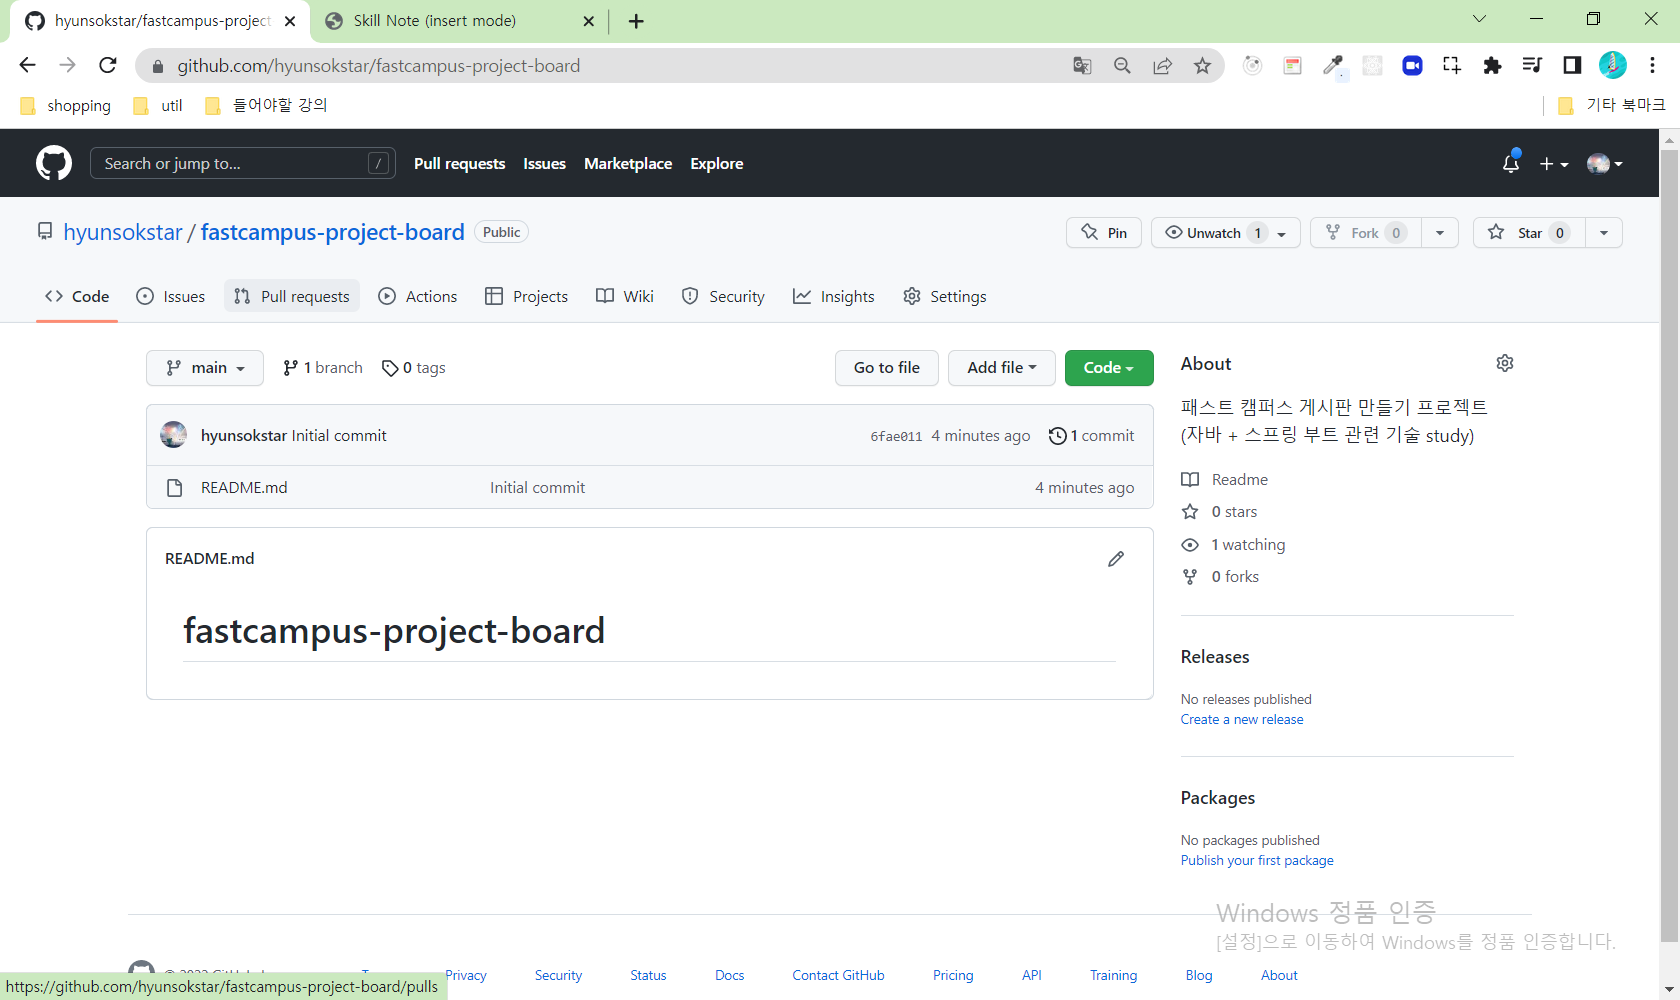 hyunsokstar/fastcampus-project
Skill Note (insert mode)
github.com/hyunsokstar/fastcampus-project-board
shopping
util
들어야할 강의
기타 북마크
Search or jump to...
/
Pull requests
Issues
Marketplace
Explore
hyunsokstar / fastcampus-project-board
Public
Pin
Unwatch 1
Fork 0
Star 0
Code
Issues
Pull requests
Actions
Projects
Wiki
Security
Insights
Settings
main
1 branch
0 tags
Go to file
Add file
Code
hyunsokstar Initial commit
6fae011 4 minutes ago
1 commit
README.md
Initial commit
4 minutes ago
README.md
fastcampus-project-board
About
패스트 캠퍼스 게시판 만들기 프로젝트
(자바 + 스프링 부트 관련 기술 study)
Readme
0 stars
1 watching
0 forks
Releases
No releases published
Create a new release
Packages
No packages published
Publish your first package
Windows 정품 인증
[설정]으로 이동하여 Windows를 정품 인증합니다.
Privacy
Security
Status
Docs
Contact GitHub
Pricing
API
Training
Blog
About
https://github.com/hyunsokstar/fastcampus-project-board/pulls